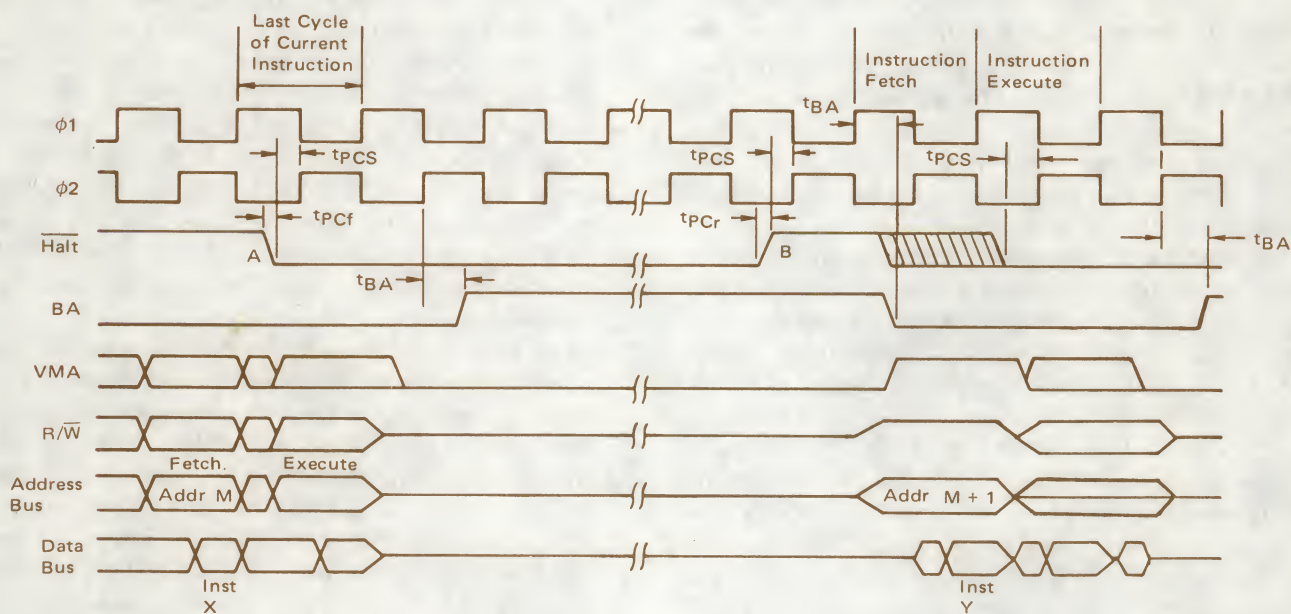 Last Cycle
of Current
Instruction
Instruction
Fetch
Instruction
Execute
tBA
ϕ1
tPCS
tPCS
tPCS
ϕ2
tPCf
tPCr
Halt
A
B
tBA
tBA
BA
VMA
R/W
Fetch.
Execute
Address
Bus
Addr M
Addr M + 1
Data
Bus
Inst
X
Inst
Y